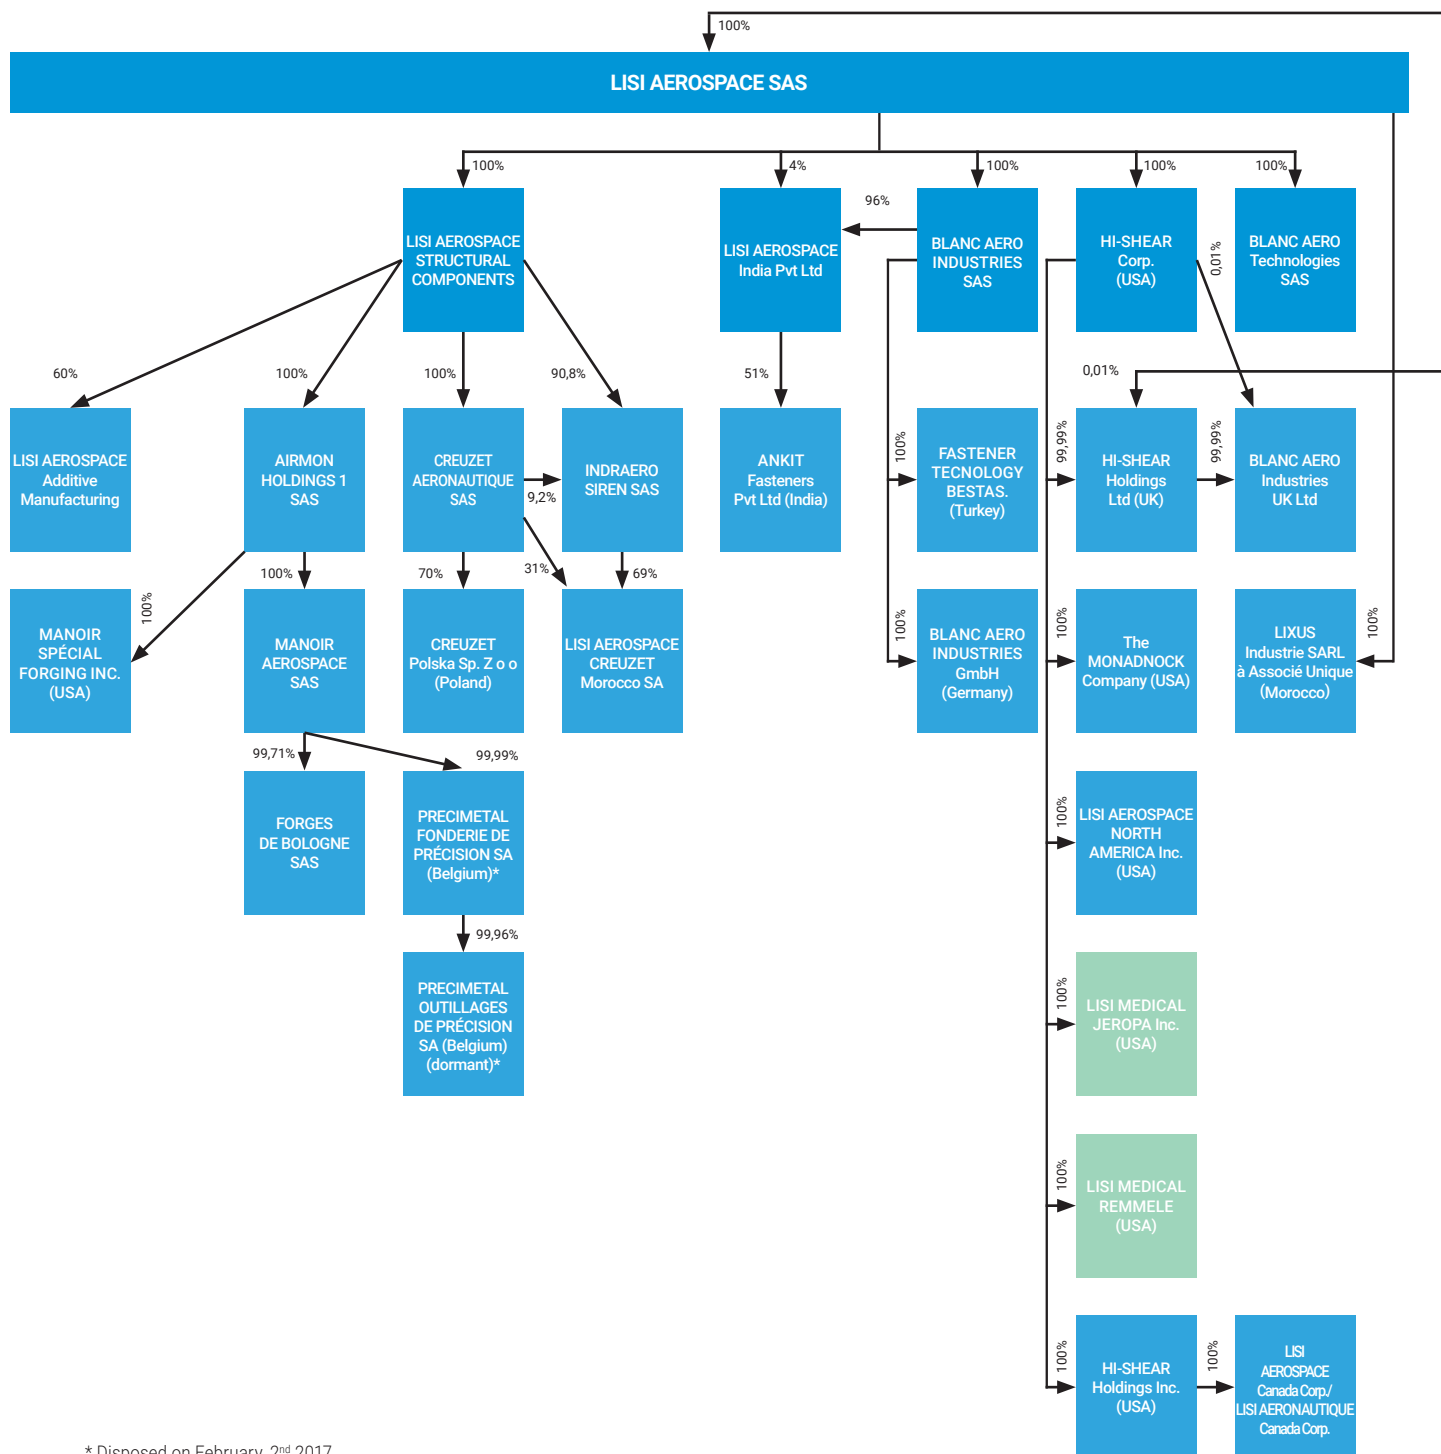 100%
LISI AEROSPACE SAS
100%
4%
100%
100%
100%
LISI AEROSPACE
STRUCTURAL
COMPONENTS
LISI AEROSPACE
India Pvt Ltd
96%
BLANC AERO
INDUSTRIES
SAS
HI-SHEAR
Corp.
(USA)
0,01%
BLANC AERO
Technologies
SAS
60%
100%
100%
90,8%
51%
0,01%
LISI AEROSPACE
Additive
Manufacturing
AIRMON
HOLDINGS 1
SAS
CREUZET
AERONAUTIQUE
SAS
9,2%
INDRAERO
SIREN SAS
ANKIT
Fasteners
Pvt Ltd (India)
100%
FASTENER
TECNOLOGY
BESTAS.
(Turkey)
99,99%
HI-SHEAR
Holdings
Ltd (UK)
99,99%
BLANC AERO
Industries
UK Ltd
100%
100%
70%
31%
69%
MANOIR
SPÉCIAL
FORGING INC.
(USA)
MANOIR
AEROSPACE
SAS
CREUZET
Polska Sp. Z o o
(Poland)
LISI AEROSPACE
CREUZET
Morocco SA
100%
BLANC AERO
INDUSTRIES
GmbH
(Germany)
100%
The
MONADNOCK
Company (USA)
LIXUS
Industrie SARL
à Associé Unique
(Morocco)
100%
99,71%
99,99%
FORGES
DE BOLOGNE
SAS
PRECIMETAL
FONDERIE DE
PRÉCISION SA
(Belgium)*
100%
LISI AEROSPACE
NORTH
AMERICA Inc.
(USA)
99,96%
PRECIMETAL
OUTILLAGES
DE PRÉCISION
SA (Belgium)
(dormant)*
100%
LISI MEDICAL
JEROPA Inc.
(USA)
100%
LISI MEDICAL
REMMELE
(USA)
100%
HI-SHEAR
Holdings Inc.
(USA)
100%
LISI
AEROSPACE
Canada Corp./
LISI AERONAUTIQUE
Canada Corp.
* Disposed on February, 2nd 2017